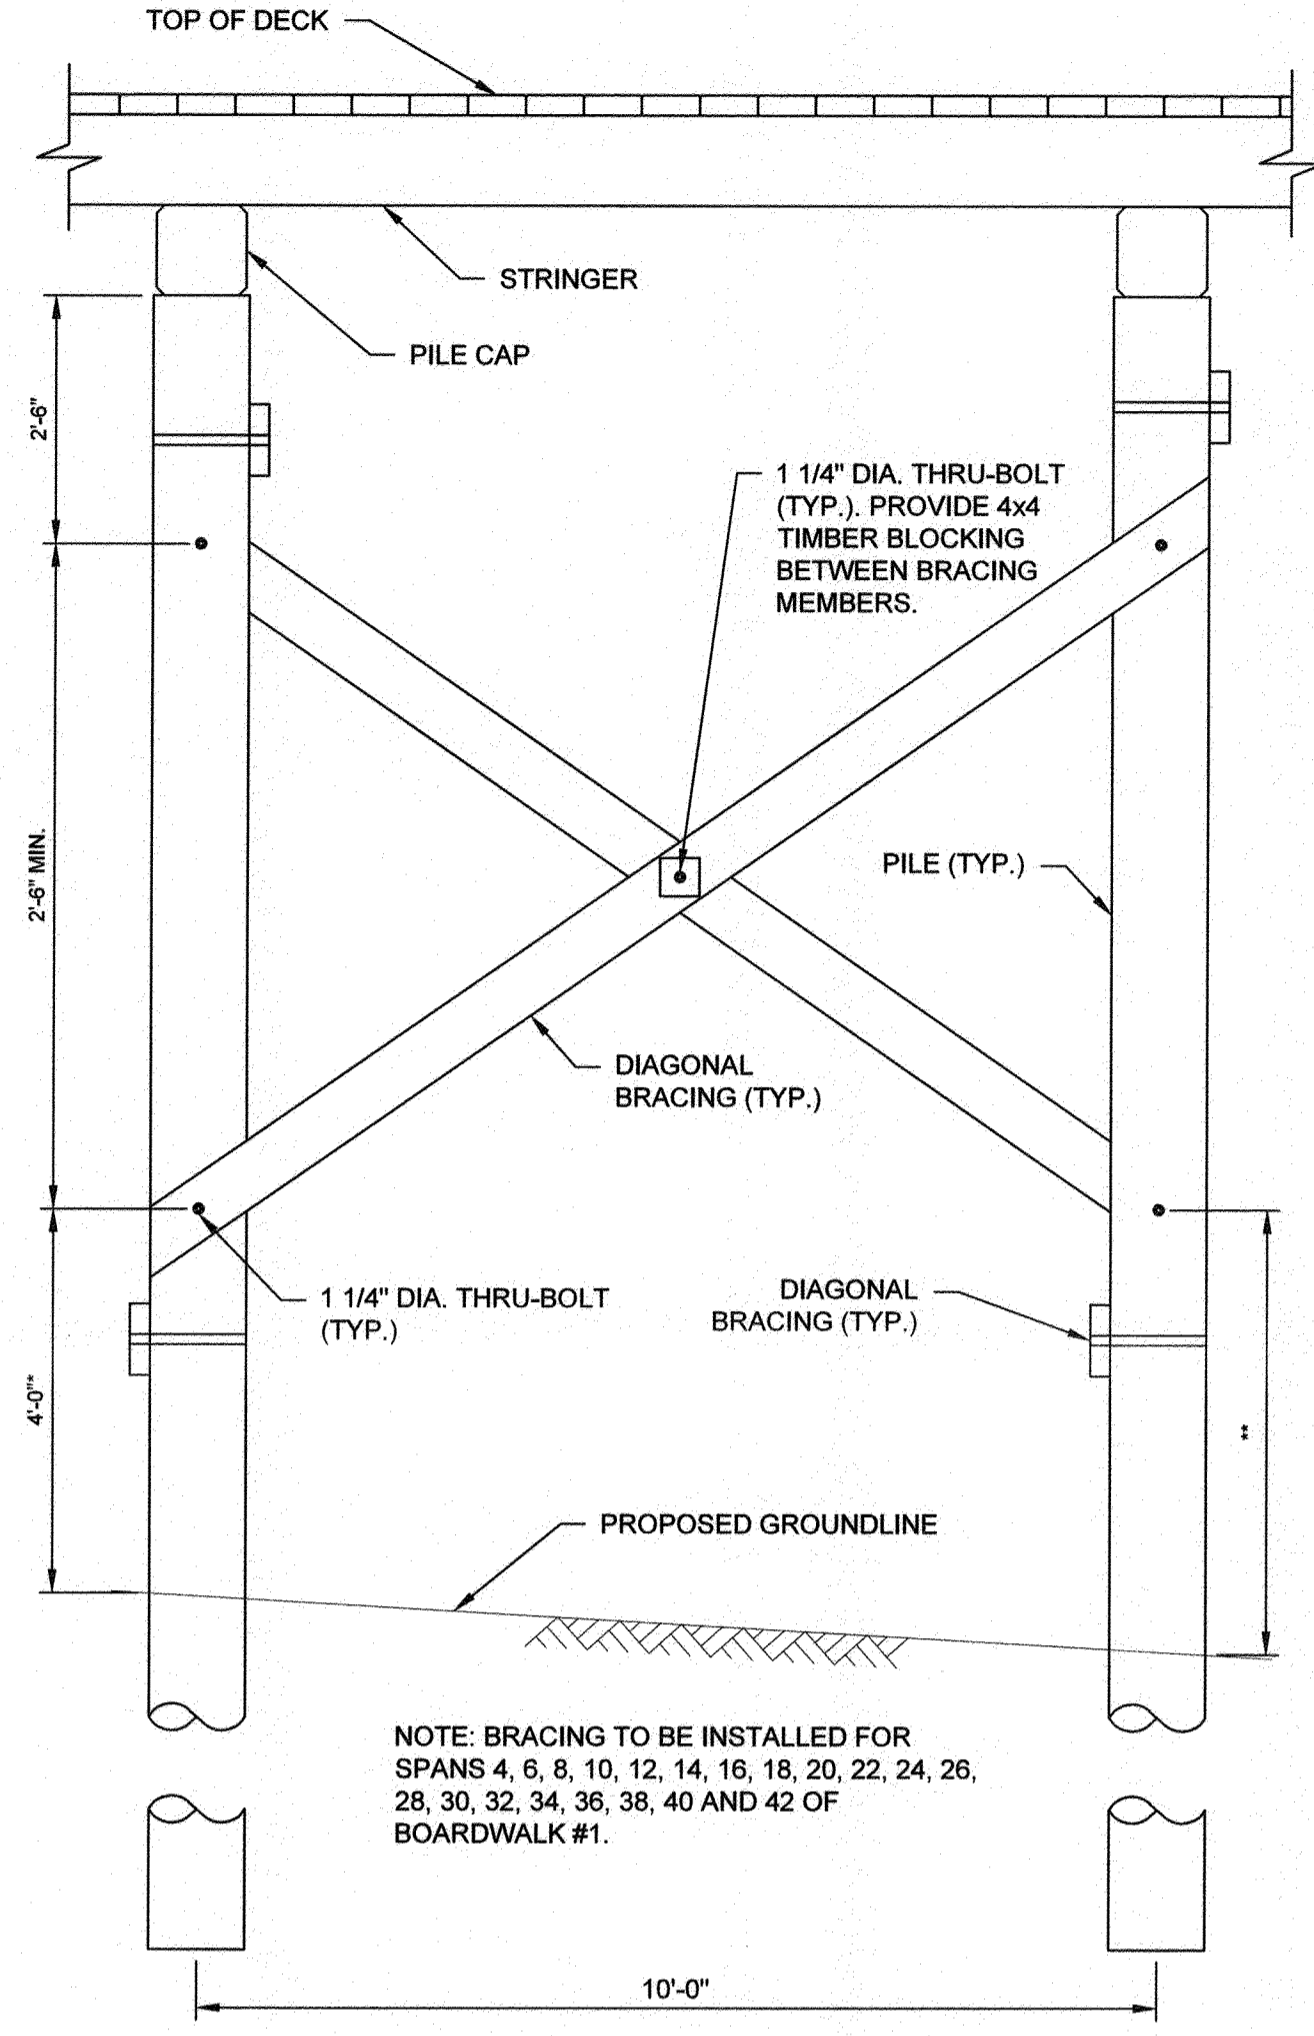 TOP OF DECK
STRINGER
PILE CAP
2'-6"
1 1/4" DIA. THRU-BOLT
(TYP.). PROVIDE 4x4
TIMBER BLOCKING
BETWEEN BRACING
MEMBERS.
2'-6" MIN.
PILE (TYP.)
DIAGONAL
BRACING (TYP.)
1 1/4" DIA. THRU-BOLT
(TYP.)
DIAGONAL
BRACING (TYP.)
4'-0"*
**
PROPOSED GROUNDLINE
NOTE: BRACING TO BE INSTALLED FOR
SPANS 4, 6, 8, 10, 12, 14, 16, 18, 20, 22, 24, 26,
28, 30, 32, 34, 36, 38, 40 AND 42 OF
BOARDWALK #1.
10'-0"